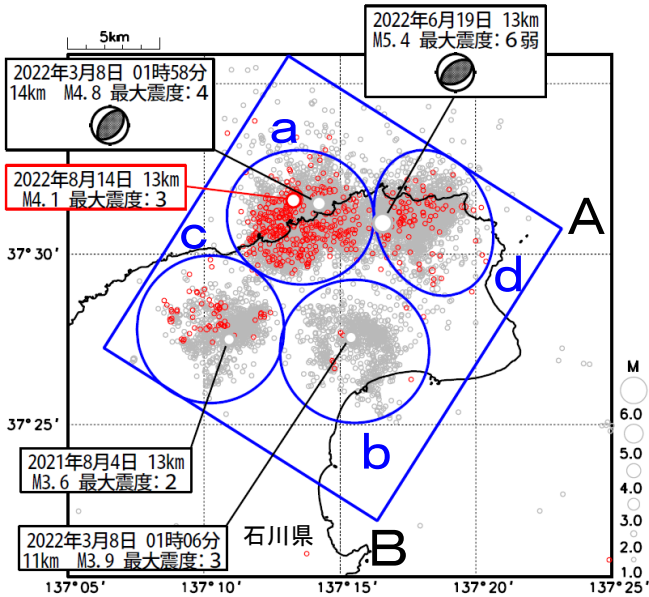 5km
2022年6月19日 13km
M5.4 最大震度:6弱
2022年3月8日 01時58分
14km M4.8 最大震度:4
a
2022年8月14日 13km
M4.1 最大震度:3
A
c
37°30′
d
M
6.0
37°25′
5.0
b
2021年8月4日 13km
M3.6 最大震度:2
4.0
3.0
2022年3月8日 01時06分
11km M3.9 最大震度:3
石川県
B
2.0
1.0
137°05′ 137°10′ 137°15′ 137°20′ 137°25′